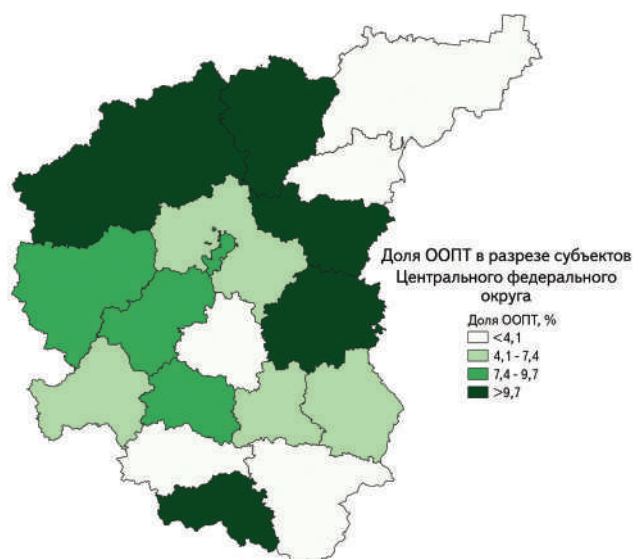 Доля ООПТ в разрезе субъектов
Центрального федерального
округа
Доля ООПТ, %
<4,1
4,1 - 7,4
7,4 - 9,7
>9,7